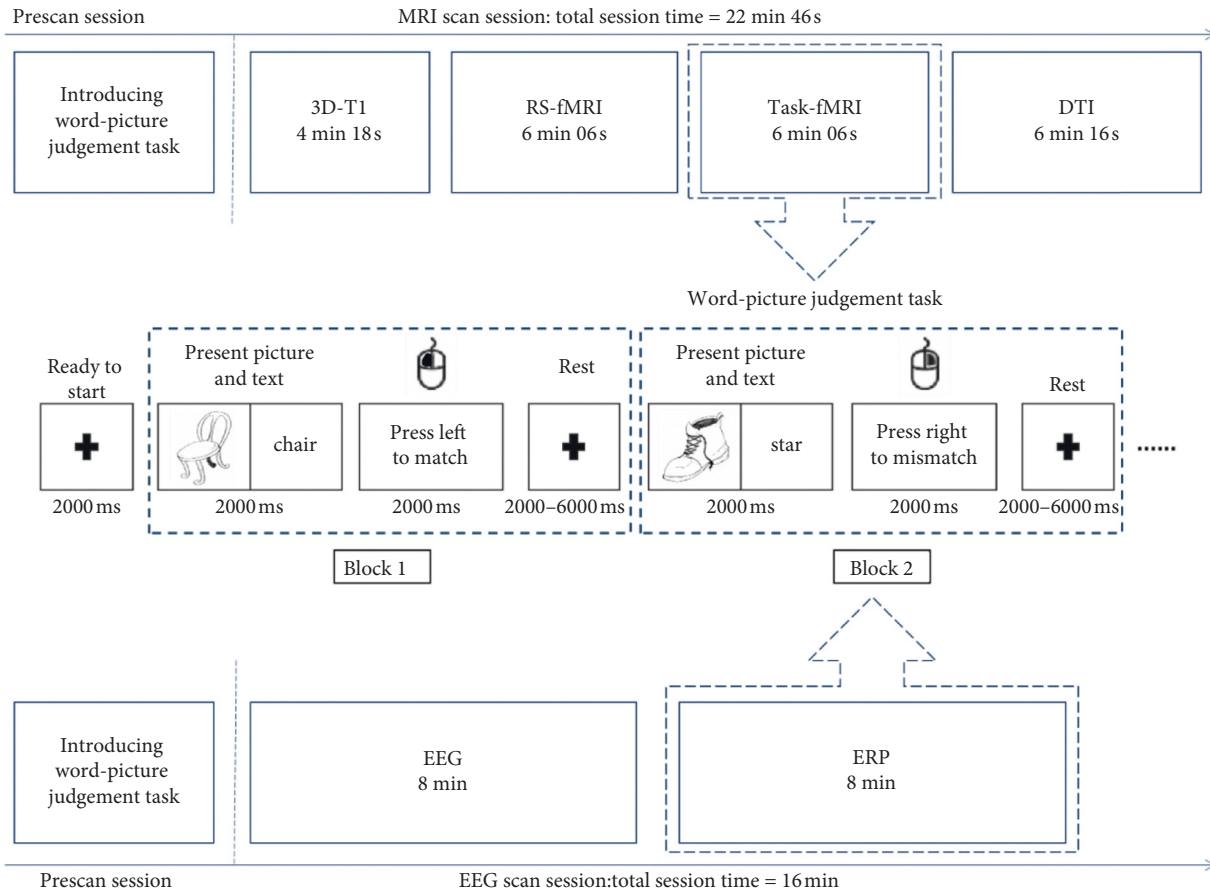 Prescan session
MRI scan session: total session time = 22 min 46 s
Introducing
word-picture
judgement task
3D-T1
4 min 18 s
RS-fMRI
6 min 06 s
Task-fMRI
6 min 06 s
DTI
6 min 16 s
Word-picture judgement task
Ready to
start
2000 ms
Present picture
and text
chair
2000 ms
Press left
to match
2000 ms
Rest
2000–6000 ms
Present picture
and text
star
2000 ms
Press right
to mismatch
2000 ms
Rest
2000–6000 ms
......
Block 1
Block 2
Introducing
word-picture
judgement task
EEG
8 min
ERP
8 min
Prescan session
EEG scan session:total session time = 16 min